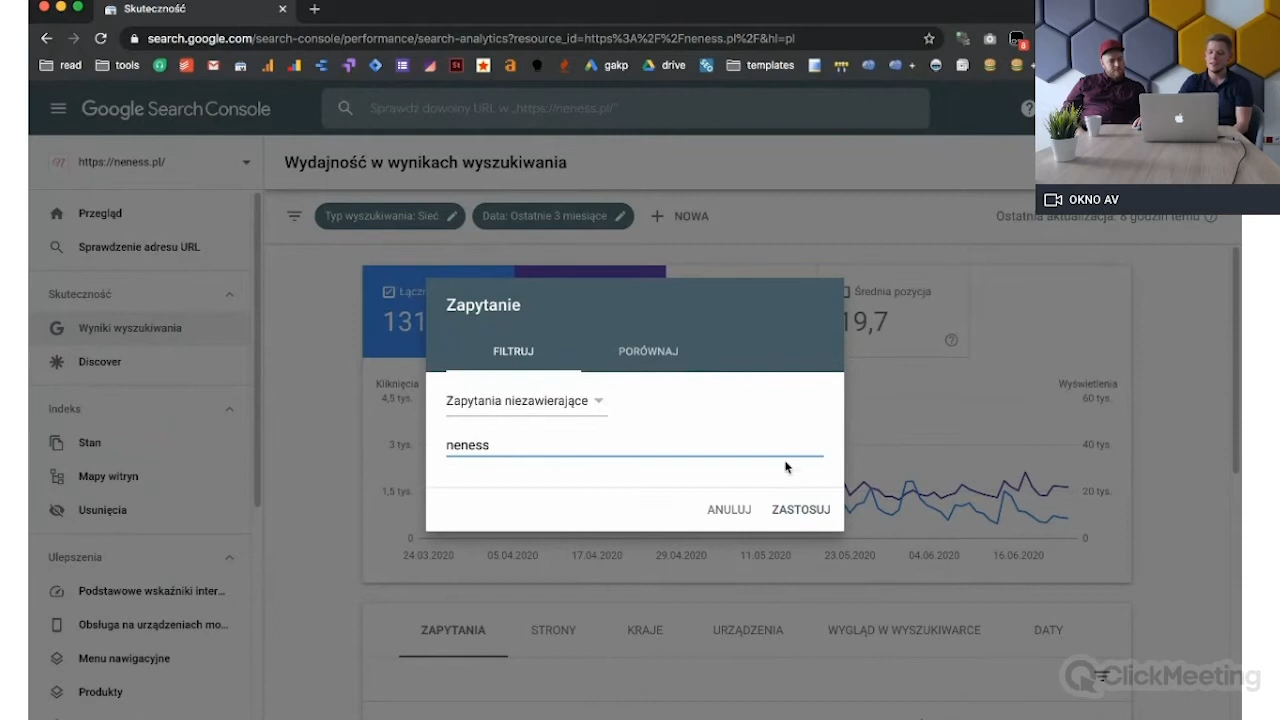 Skuteczność
search.google.com/search-console/performance/search-analytics?resource_id=https%3A%2F%2Fneness.pl%2F&hl=pl
read
tools
gakp
drive
templates
Google Search Console
Sprawdź dowolny URL w „https://neness.pl/”
https://neness.pl/
Wydajność w wynikach wyszukiwania
OKNO AV
Przegląd
Typ wyszukiwania: Sieć
Data: Ostatnie 3 miesiące
NOWA
Ostatnia aktualizacja: 8 godzin temu
Sprawdzenie adresu URL
Skuteczność
Wyniki wyszukiwania
Discover
Indeks
Stan
Mapy witryn
Usunięcia
Ulepszenia
Podstawowe wskaźniki inter...
Obsługa na urządzeniach mo...
Menu nawigacyjne
Produkty
131
Średnia pozycja
19,7
Zapytanie
FILTRUJ
PORÓWNAJ
Zapytania niezawierające
neness
ANULUJ
ZASTOSUJ
Kliknięcia
4,5 tys.
3 tys.
1,5 tys.
0
Wyświetlenia
60 tys.
40 tys.
20 tys.
0
24.03.2020
05.04.2020
17.04.2020
29.04.2020
11.05.2020
23.05.2020
04.06.2020
16.06.2020
ZAPYTANIA
STRONY
KRAJE
URZĄDZENIA
WYGLĄD W WYSZUKIWARCE
DATY
ClickMeeting